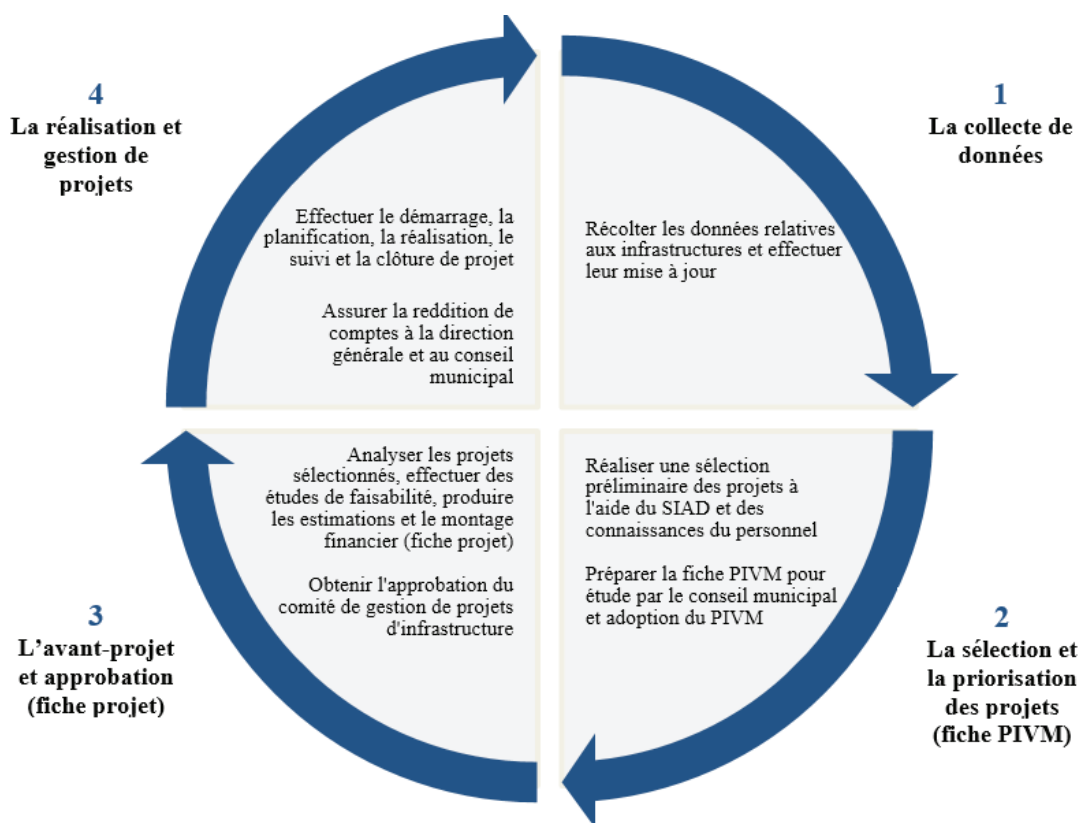 1
La collecte de
données
Récolter les données relatives
aux infrastructures et effectuer
leur mise à jour
2
La sélection et
la priorisation
des projets
(fiche PIVM)
Réaliser une sélection
préliminaire des projets à
l'aide du SIAD et des
connaissances du personnel
Préparer la fiche PIVM pour
étude par le conseil municipal
et adoption du PIVM
3
L’avant-projet
et approbation
(fiche projet)
Analyser les projets
sélectionnés, effectuer des
études de faisabilité, produire
les estimations et le montage
financier (fiche projet)
Obtenir l'approbation du
comité de gestion de projets
d'infrastructure
4
La réalisation et
gestion de
projets
Effectuer le démarrage, la
planification, la réalisation, le
suivi et la clôture de projet
Assurer la reddition de
comptes à la direction
générale et au conseil
municipal